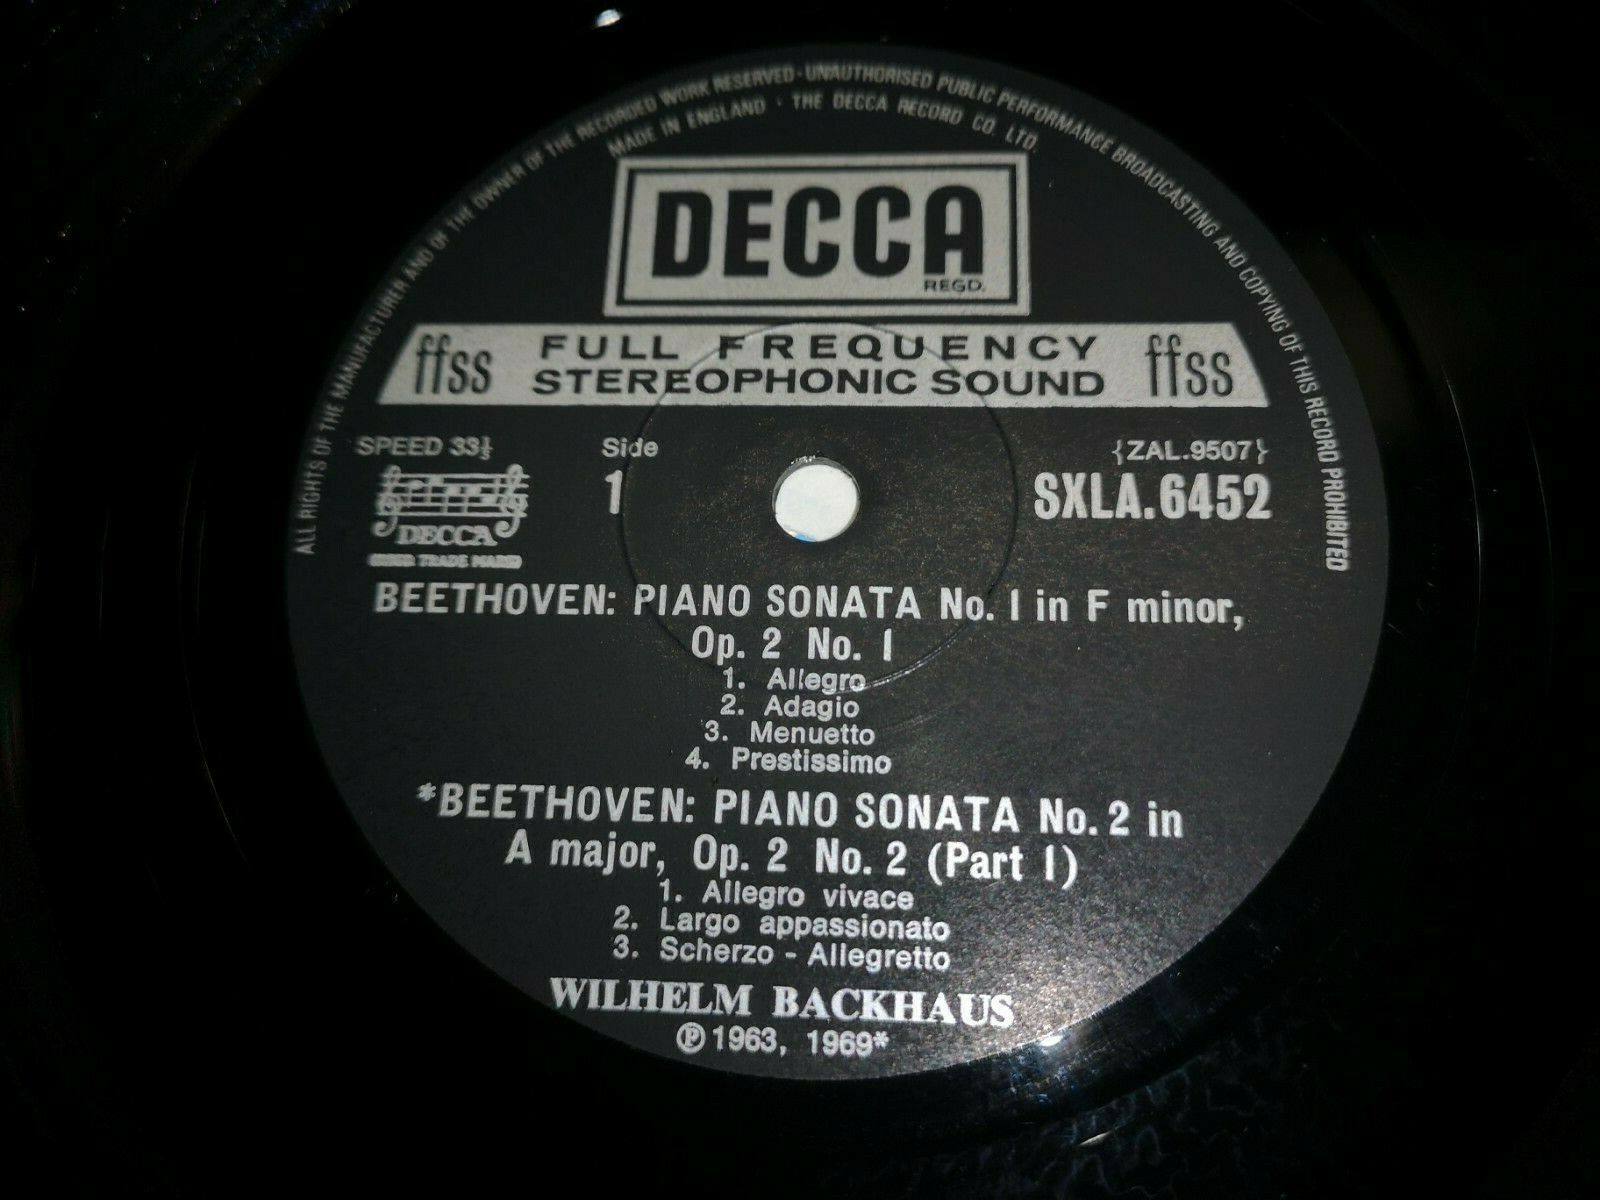 ALL RIGHTS OF THE MANUFACTURER AND OF THE OWNER OF THE RECORDED WORK RESERVED · UNAUTHORISED PUBLIC PERFORMANCE BROADCASTING AND COPYING OF THIS RECORD PROHIBITED
MADE IN ENGLAND · THE DECCA RECORD CO. LTD.
DECCA
REGD.
ffss FULL FREQUENCY ffss
STEREOPHONIC SOUND
SPEED 33⅓ Side {ZAL.9507}
1 SXLA.6452
DECCA
TRADE MARKS
BEETHOVEN: PIANO SONATA No. 1 in F minor,
Op. 2 No. 1
1. Allegro
2. Adagio
3. Menuetto
4. Prestissimo
*BEETHOVEN: PIANO SONATA No. 2 in
A major, Op. 2 No. 2 (Part 1)
1. Allegro vivace
2. Largo appassionato
3. Scherzo - Allegretto
WILHELM BACKHAUS
℗ 1963, 1969*